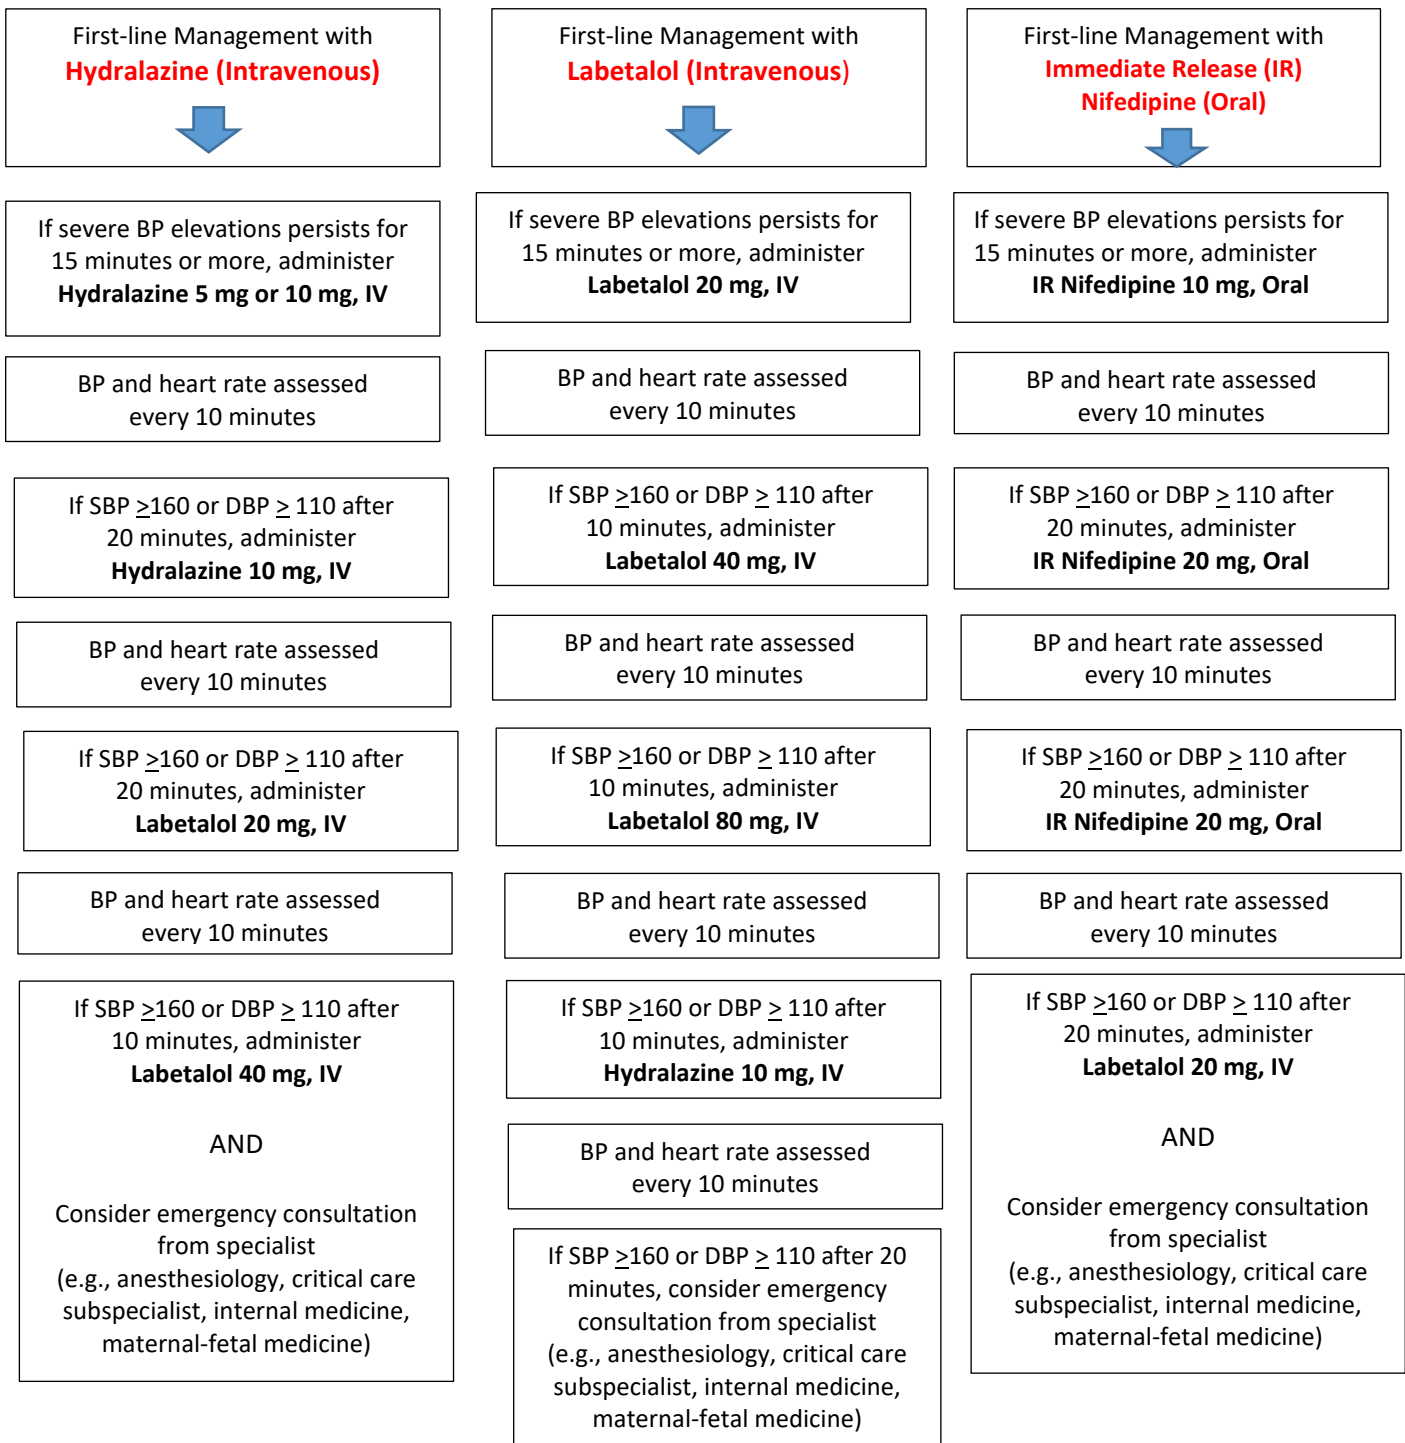 First-line Management with
Hydralazine (Intravenous)
If severe BP elevations persists for
15 minutes or more, administer
Hydralazine 5 mg or 10 mg, IV
BP and heart rate assessed
every 10 minutes
If SBP ≥160 or DBP ≥ 110 after
20 minutes, administer
Hydralazine 10 mg, IV
BP and heart rate assessed
every 10 minutes
If SBP ≥160 or DBP ≥ 110 after
20 minutes, administer
Labetalol 20 mg, IV
BP and heart rate assessed
every 10 minutes
If SBP ≥160 or DBP ≥ 110 after
10 minutes, administer
Labetalol 40 mg, IV
AND
Consider emergency consultation
from specialist
(e.g., anesthesiology, critical care
subspecialist, internal medicine,
maternal-fetal medicine)
First-line Management with
Labetalol (Intravenous)
If severe BP elevations persists for
15 minutes or more, administer
Labetalol 20 mg, IV
BP and heart rate assessed
every 10 minutes
If SBP ≥160 or DBP ≥ 110 after
10 minutes, administer
Labetalol 40 mg, IV
BP and heart rate assessed
every 10 minutes
If SBP ≥160 or DBP ≥ 110 after
10 minutes, administer
Labetalol 80 mg, IV
BP and heart rate assessed
every 10 minutes
If SBP ≥160 or DBP ≥ 110 after
10 minutes, administer
Hydralazine 10 mg, IV
BP and heart rate assessed
every 10 minutes
If SBP ≥160 or DBP ≥ 110 after 20
minutes, consider emergency
consultation from specialist
(e.g., anesthesiology, critical care
subspecialist, internal medicine,
maternal-fetal medicine)
First-line Management with
Immediate Release (IR)
Nifedipine (Oral)
If severe BP elevations persists for
15 minutes or more, administer
IR Nifedipine 10 mg, Oral
BP and heart rate assessed
every 10 minutes
If SBP ≥160 or DBP ≥ 110 after
20 minutes, administer
IR Nifedipine 20 mg, Oral
BP and heart rate assessed
every 10 minutes
If SBP ≥160 or DBP ≥ 110 after
20 minutes, administer
IR Nifedipine 20 mg, Oral
BP and heart rate assessed
every 10 minutes
If SBP ≥160 or DBP ≥ 110 after
20 minutes, administer
Labetalol 20 mg, IV
AND
Consider emergency consultation
from specialist
(e.g., anesthesiology, critical care
subspecialist, internal medicine,
maternal-fetal medicine)